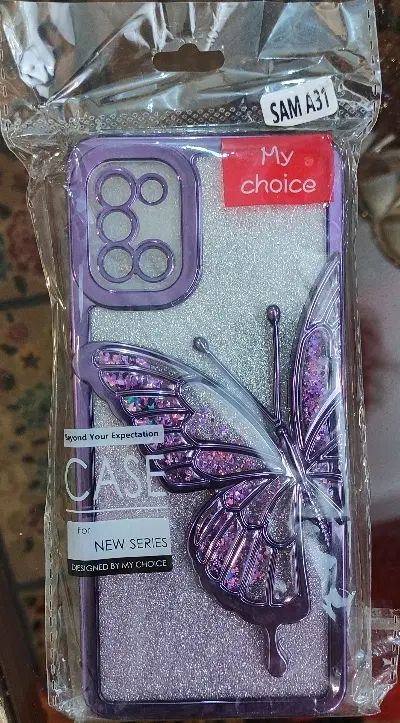 SAM A31
My
choice
Beyond Your Expectation
CASE
For
NEW SERIES
DESIGNED BY MY CHOICE